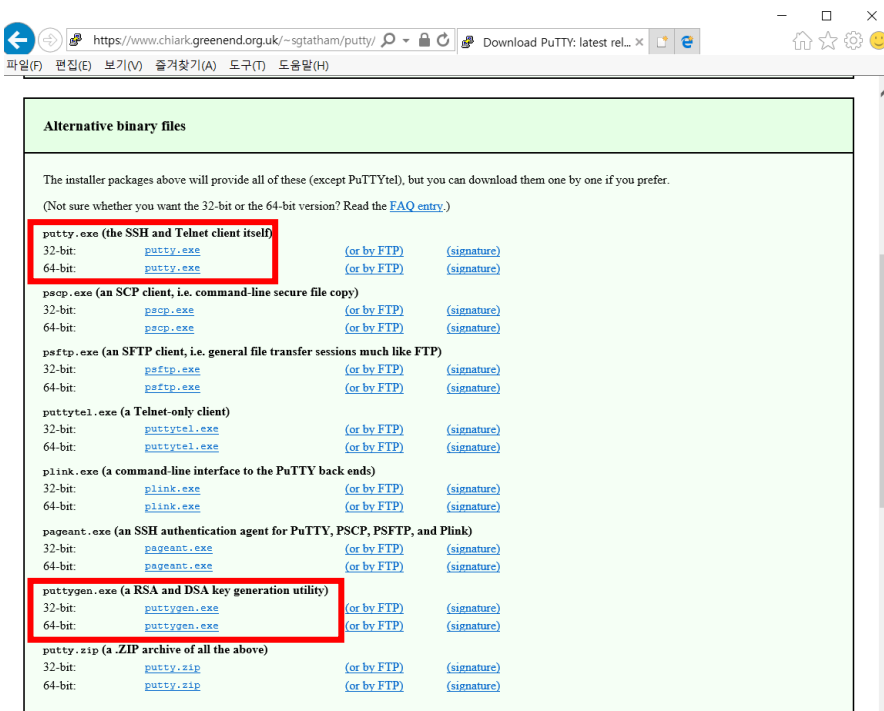 https://www.chiark.greenend.org.uk/~sgtatham/putty/
Download PuTTY: latest rel...
파일(F) 편집(E) 보기(V) 즐겨찾기(A) 도구(T) 도움말(H)
Alternative binary files
The installer packages above will provide all of these (except PuTTYtel), but you can download them one by one if you prefer.
(Not sure whether you want the 32-bit or the 64-bit version? Read the FAQ entry.)
putty.exe (the SSH and Telnet client itself)
32-bit: putty.exe (or by FTP) (signature)
64-bit: putty.exe (or by FTP) (signature)
pscp.exe (an SCP client, i.e. command-line secure file copy)
32-bit: pscp.exe (or by FTP) (signature)
64-bit: pscp.exe (or by FTP) (signature)
psftp.exe (an SFTP client, i.e. general file transfer sessions much like FTP)
32-bit: psftp.exe (or by FTP) (signature)
64-bit: psftp.exe (or by FTP) (signature)
puttytel.exe (a Telnet-only client)
32-bit: puttytel.exe (or by FTP) (signature)
64-bit: puttytel.exe (or by FTP) (signature)
plink.exe (a command-line interface to the PuTTY back ends)
32-bit: plink.exe (or by FTP) (signature)
64-bit: plink.exe (or by FTP) (signature)
pageant.exe (an SSH authentication agent for PuTTY, PSCP, PSFTP, and Plink)
32-bit: pageant.exe (or by FTP) (signature)
64-bit: pageant.exe (or by FTP) (signature)
puttygen.exe (a RSA and DSA key generation utility)
32-bit: puttygen.exe (or by FTP) (signature)
64-bit: puttygen.exe (or by FTP) (signature)
putty.zip (a .ZIP archive of all the above)
32-bit: putty.zip (or by FTP) (signature)
64-bit: putty.zip (or by FTP) (signature)